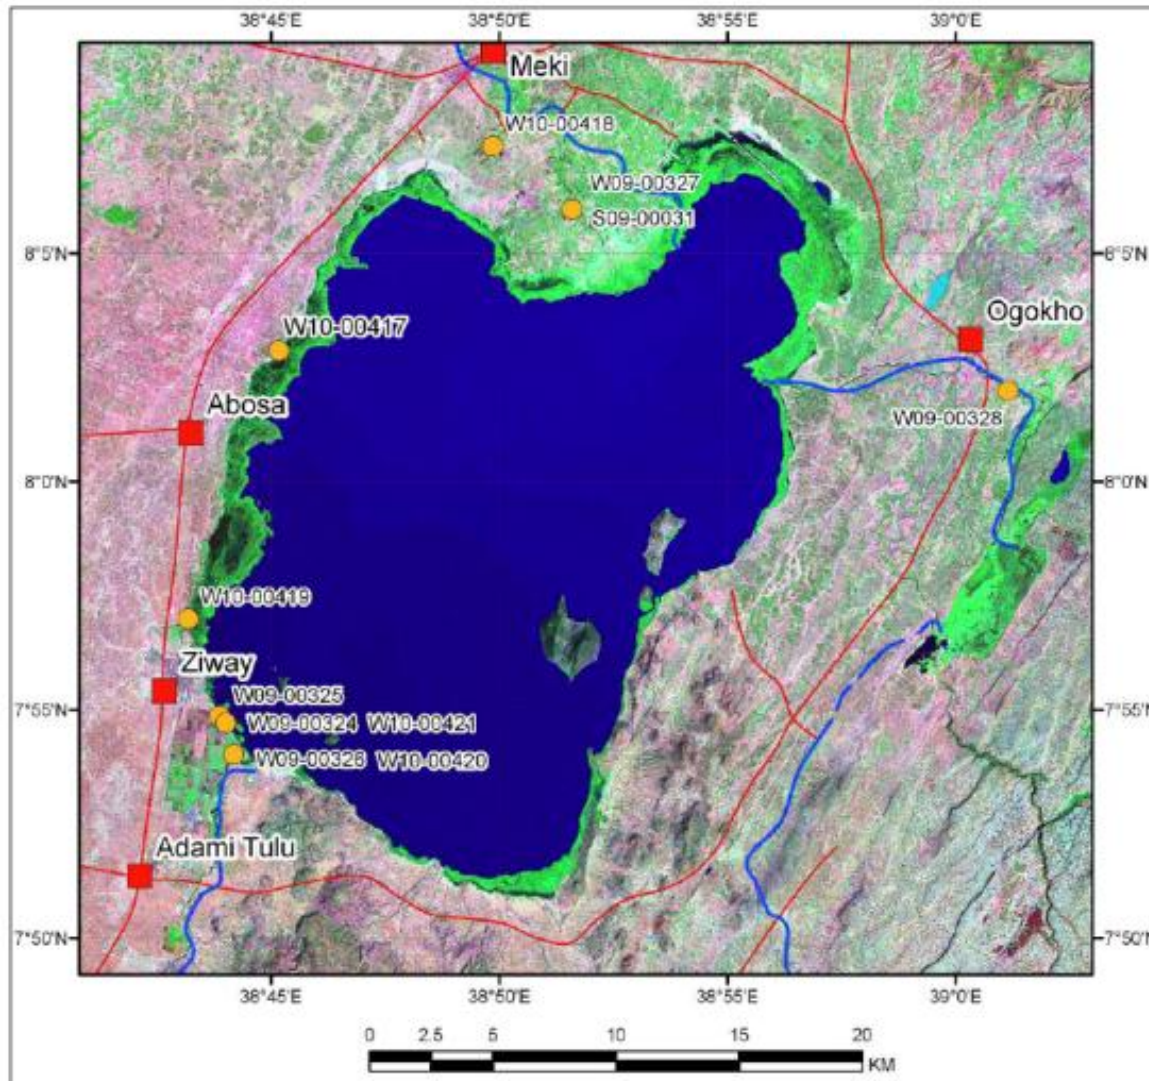 38°45'E 38°50'E 38°55'E 39°0'E
Meki
W10-00418
W09-00327
S09-00031
8°5'N 8°5'N
W10-00417
Ogokho
Abosa
W09-00328
8°0'N 8°0'N
W10-00419
Ziway
W09-00325
7°55'N 7°55'N
W09-00324 W10-00421
W09-00326 W10-00420
Adami Tulu
7°50'N 7°50'N
38°45'E 38°50'E 38°55'E 39°0'E
0 2.5 5 10 15 20
KM